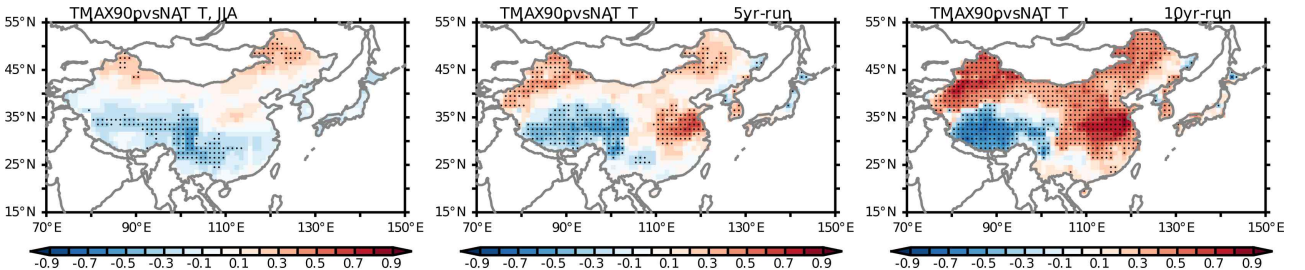 TMAX90pvsNAT_T, JJA
55°N
45°N
35°N
25°N
15°N
70°E 90°E 110°E 130°E 150°E
-0.9 -0.7 -0.5 -0.3 -0.1 0.1 0.3 0.5 0.7 0.9
TMAX90pvsNAT_T 5yr-run
55°N
45°N
35°N
25°N
15°N
70°E 90°E 110°E 130°E 150°E
-0.9 -0.7 -0.5 -0.3 -0.1 0.1 0.3 0.5 0.7 0.9
TMAX90pvsNAT_T 10yr-run
55°N
45°N
35°N
25°N
15°N
70°E 90°E 110°E 130°E 150°E
-0.9 -0.7 -0.5 -0.3 -0.1 0.1 0.3 0.5 0.7 0.9